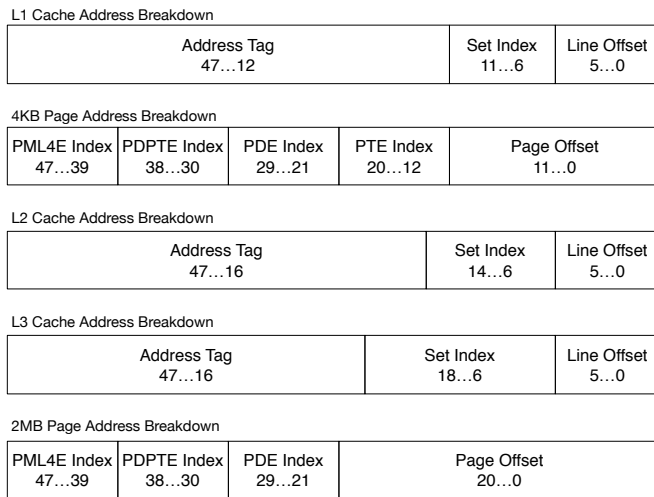 L1 Cache Address Breakdown
Address Tag Set Index Line Offset
47…12 11…6 5…0
4KB Page Address Breakdown
PML4E Index PDPTE Index PDE Index PTE Index Page Offset
47…39 38…30 29…21 20…12 11…0
L2 Cache Address Breakdown
Address Tag Set Index Line Offset
47…16 14…6 5…0
L3 Cache Address Breakdown
Address Tag Set Index Line Offset
47…16 18…6 5…0
2MB Page Address Breakdown
PML4E Index PDPTE Index PDE Index Page Offset
47…39 38…30 29…21 20…0